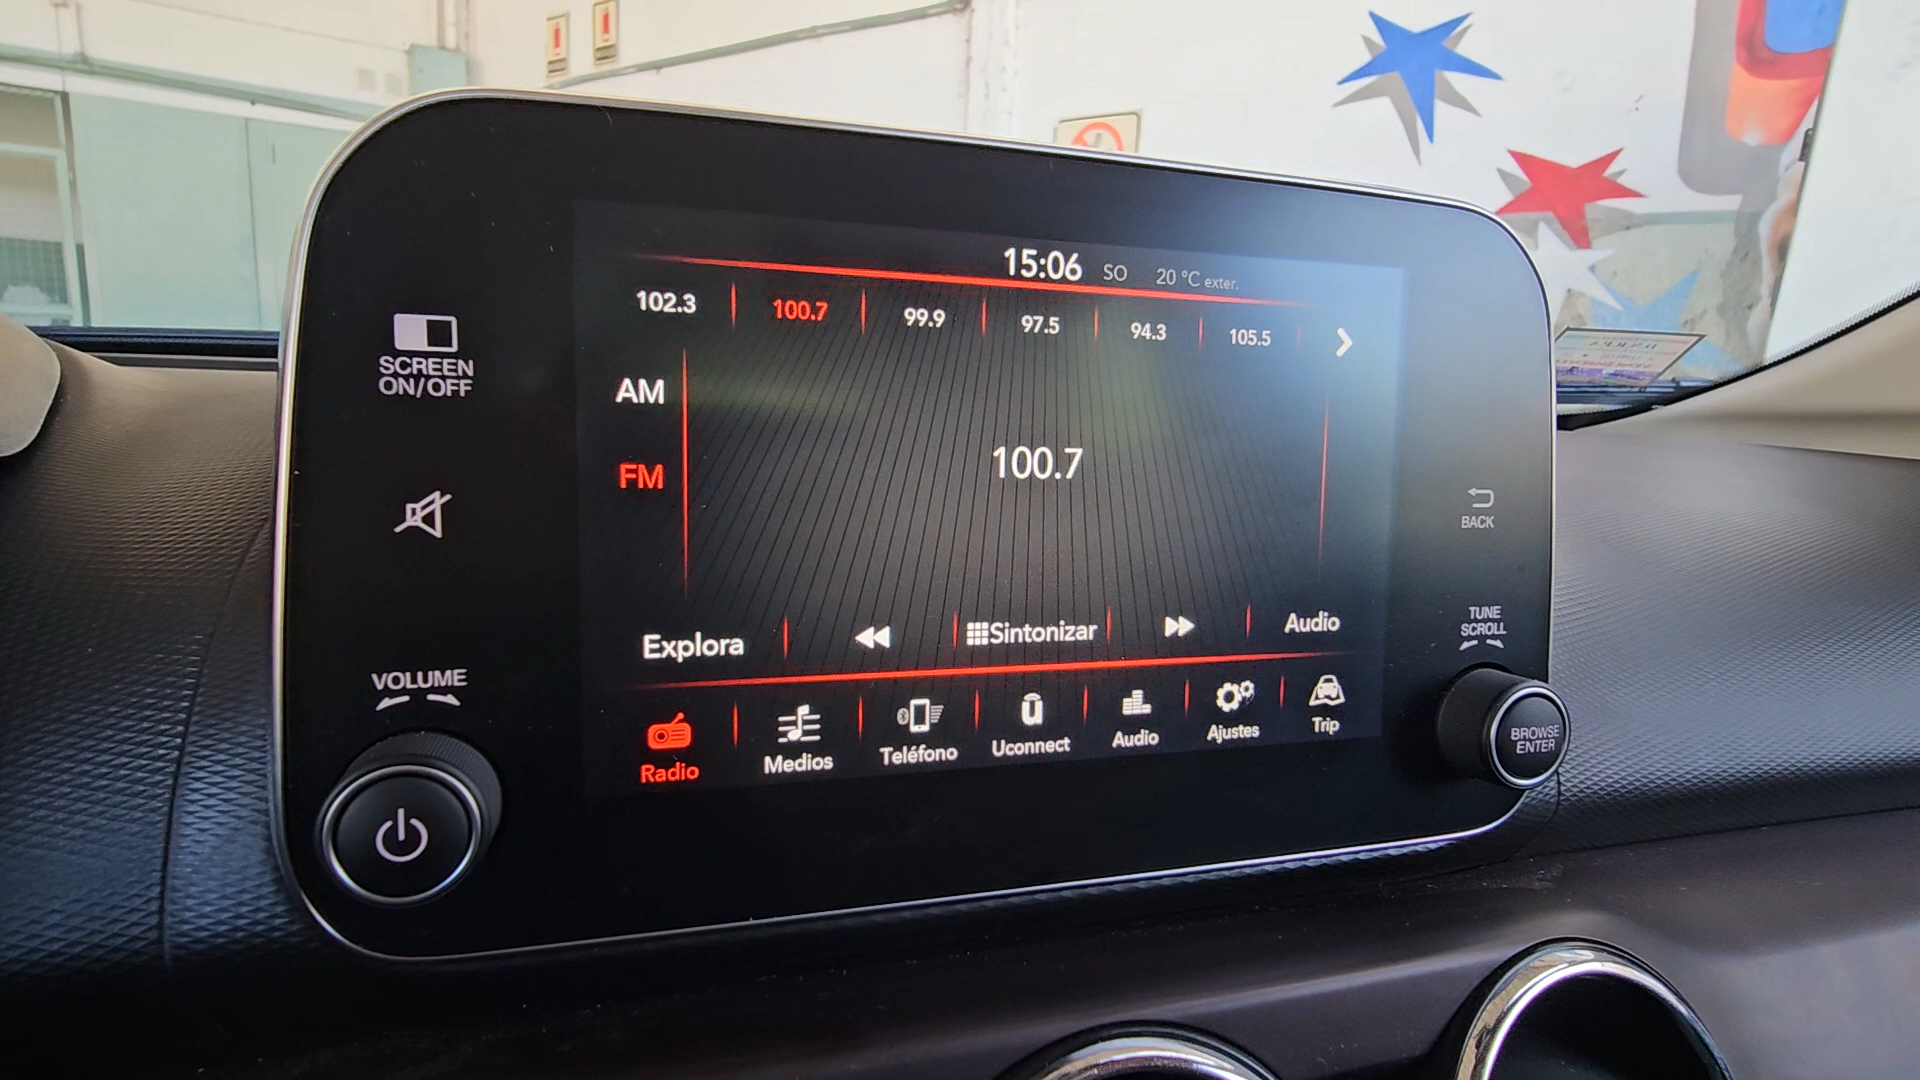 15:06 SO 20 °C exter.
102.3 100.7 99.9 97.5 94.3 105.5
SCREEN
ON/OFF
AM
FM
100.7
BACK
TUNE
SCROLL
Explora Sintonizar Audio
VOLUME
Radio Medios Teléfono Uconnect Audio Ajustes Trip
BROWSE
ENTER